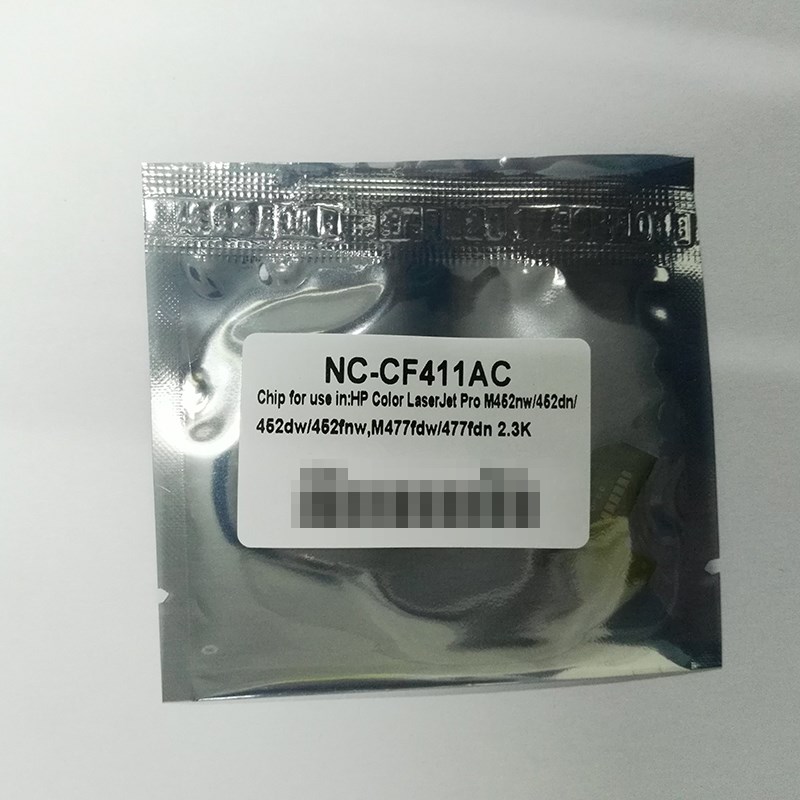 NC-CF411AC
Chip for use in:HP Color LaserJet Pro M452nw/452dn/
452dw/452fnw,M477fdw/477fdn 2.3K